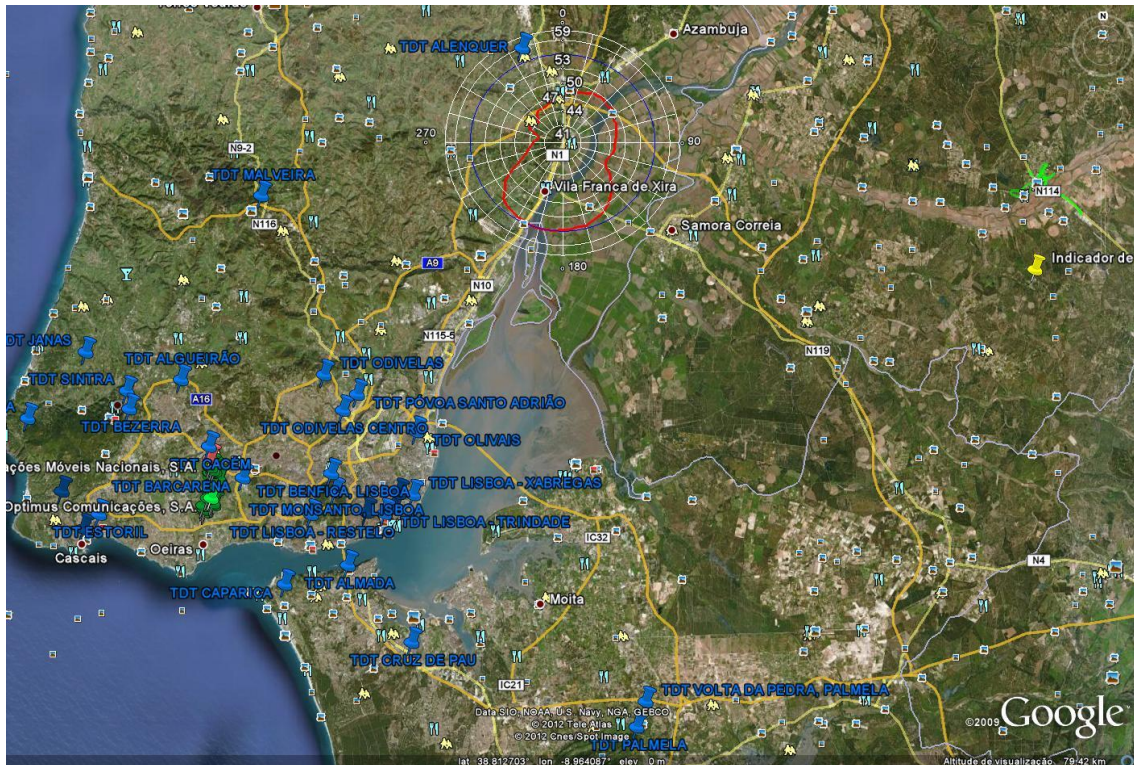 0
59
Azambuja
N
TDT ALENQUER
53
50
47
44
270
41
90
N9-2
N1
TDT MALVEIRA
Vila Franca de Xira
N114
N116
Samora Correia
A9
180
Indicador de
N10
N115-5
N119
DT JANAS
TDT ALGUEIRÃO
TDT ODIVELAS
TDT SINTRA
A16
TDT PÓVOA SANTO ADRIÃO
A
TDT BEZERRA
TDT ODIVELAS CENTRO
TDT OLIVAIS
TDT CACÉM
ações Móveis Nacionais, S.A.
TDT BARCARENA
TDT BENFICA, LISBOA
TDT LISBOA - XABREGAS
Optimus Comunicações, S.A.
TDT MONSANTO, LISBOA
TDT LISBOA - TRINDADE
TDT ESTORIL
TDT LISBOA - RESTELO
Oeiras
IC32
Cascais
N4
TDT ALMADA
TDT CAPARICA
Moita
TDT CRUZ DE PAU
IC21
TDT VOLTA DA PEDRA, PALMELA
Data SIO, NOAA, U.S. Navy, NGA, GEBCO
© 2012 Tele Atlas
© 2012 Cnes/Spot Image
TDT PALMELA
©2009 Google
lat 38.812703° lon -8.964087° elev 0 m
Altitude de visualização 79.42 km